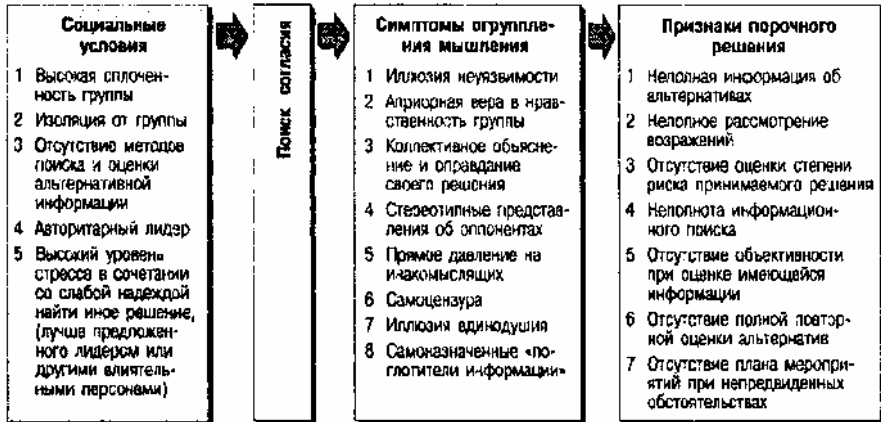 Социальные
условия
1 Высокая сплочен-
ность группы
2 Изоляция от группы
3 Отсутствие методов
поиска и оценки
альтернативной
информации
4 Авторитарный лидер
5 Высокий уровень
стресса в сочетании
со слабой надеждой
найти иное решение,
(лучше предложен-
ного лидером или
другими влиятель-
ными персонами)
Поиск согласия
Симптомы огруппле-
ния мышления
1 Иллюзия неуязвимости
2 Априорная вера в нрав-
ственность группы
3 Коллективное объясне-
ние и оправдание
своего решения
4 Стереотипные представ-
ления об оппонентах
5 Прямое давление на
инакомыслящих
6 Самоцензура
7 Иллюзия единодушия
8 Самоназначенные «по-
глотители информации»
Признаки порочного
решения
1 Неполная информация об
альтернативах
2 Неполное рассмотрение
возражений
3 Отсутствие оценки степени
риска принимаемого решения
4 Неполнота информацион-
ного поиска
5 Отсутствие объективности
при оценке имеющейся
информации
6 Отсутствие полной повтор-
ной оценки альтернатив
7 Отсутствие плана меропри-
ятий при непредвиденных
обстоятельствах